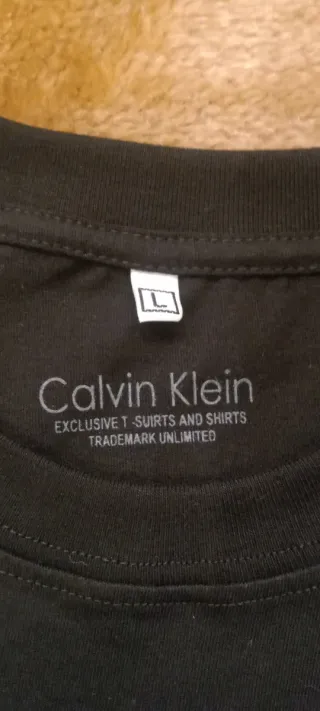 L
Calvin Klein
EXCLUSIVE T -SUIRTS AND SHIRTS
TRADEMARK UNLIMITED